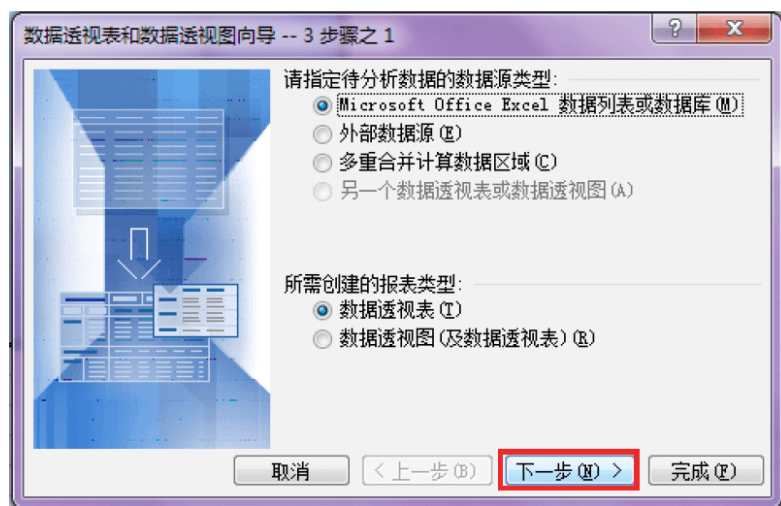 数据透视表和数据透视图向导 -- 3 步骤之 1
请指定待分析数据的数据源类型:
Microsoft Office Excel 数据列表或数据库(M)
外部数据源(E)
多重合并计算数据区域(C)
另一个数据透视表或数据透视图(A)
所需创建的报表类型:
数据透视表(T)
数据透视图(及数据透视表)(R)
取消 < 上一步(B) 下一步(N) > 完成(F)